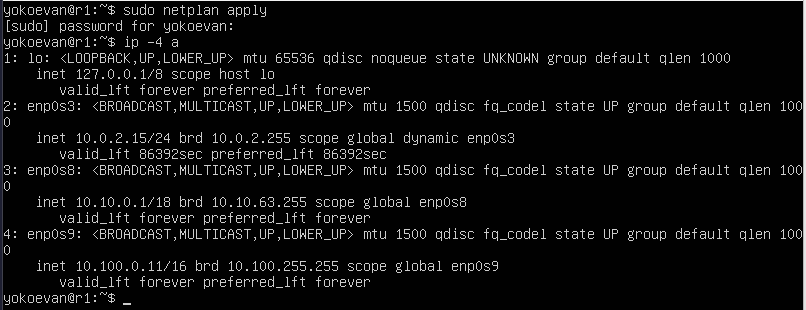 yokoevan@r1:~$ sudo netplan apply
[sudo] password for yokoevan:
yokoevan@r1:~$ ip -4 a
1: lo: <LOOPBACK,UP,LOWER_UP> mtu 65536 qdisc noqueue state UNKNOWN group default qlen 1000
    inet 127.0.0.1/8 scope host lo
       valid_lft forever preferred_lft forever
2: enp0s3: <BROADCAST,MULTICAST,UP,LOWER_UP> mtu 1500 qdisc fq_codel state UP group default qlen 100
0
    inet 10.0.2.15/24 brd 10.0.2.255 scope global dynamic enp0s3
       valid_lft 86392sec preferred_lft 86392sec
3: enp0s8: <BROADCAST,MULTICAST,UP,LOWER_UP> mtu 1500 qdisc fq_codel state UP group default qlen 100
0
    inet 10.10.0.1/18 brd 10.10.63.255 scope global enp0s8
       valid_lft forever preferred_lft forever
4: enp0s9: <BROADCAST,MULTICAST,UP,LOWER_UP> mtu 1500 qdisc fq_codel state UP group default qlen 100
0
    inet 10.100.0.11/16 brd 10.100.255.255 scope global enp0s9
       valid_lft forever preferred_lft forever
yokoevan@r1:~$ _